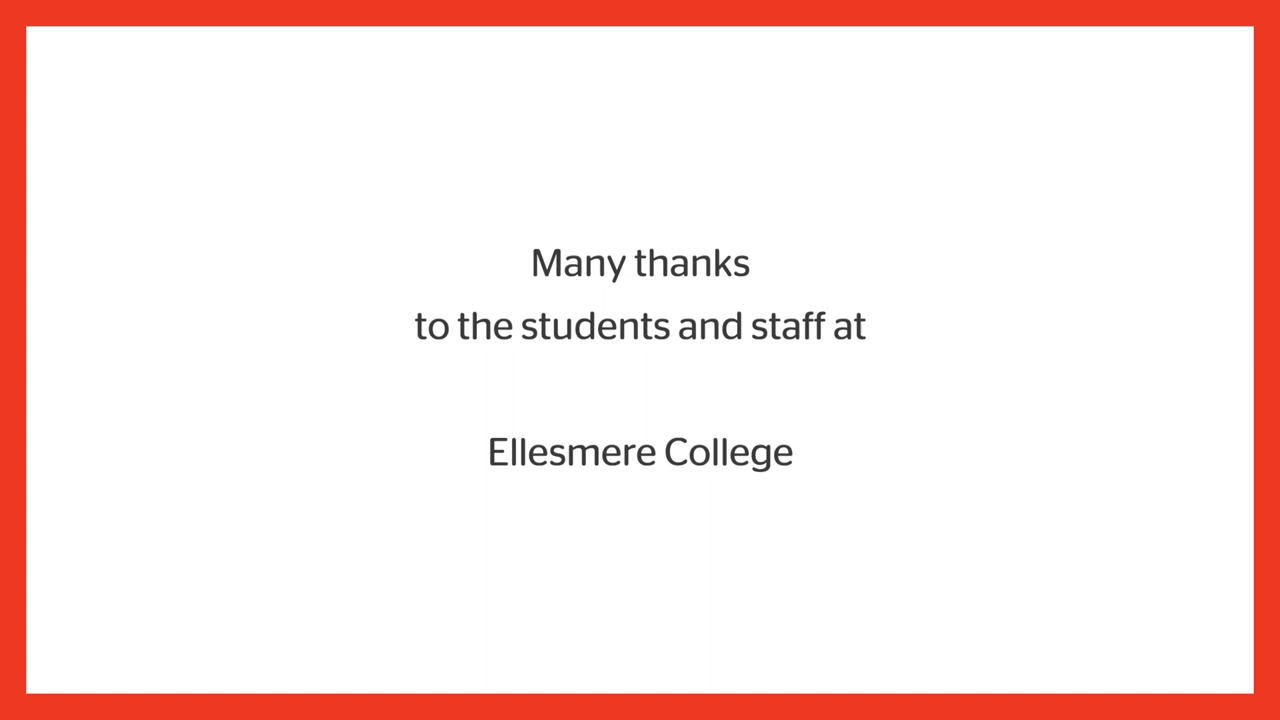 Many thanks
to the students and staff at
Ellesmere College